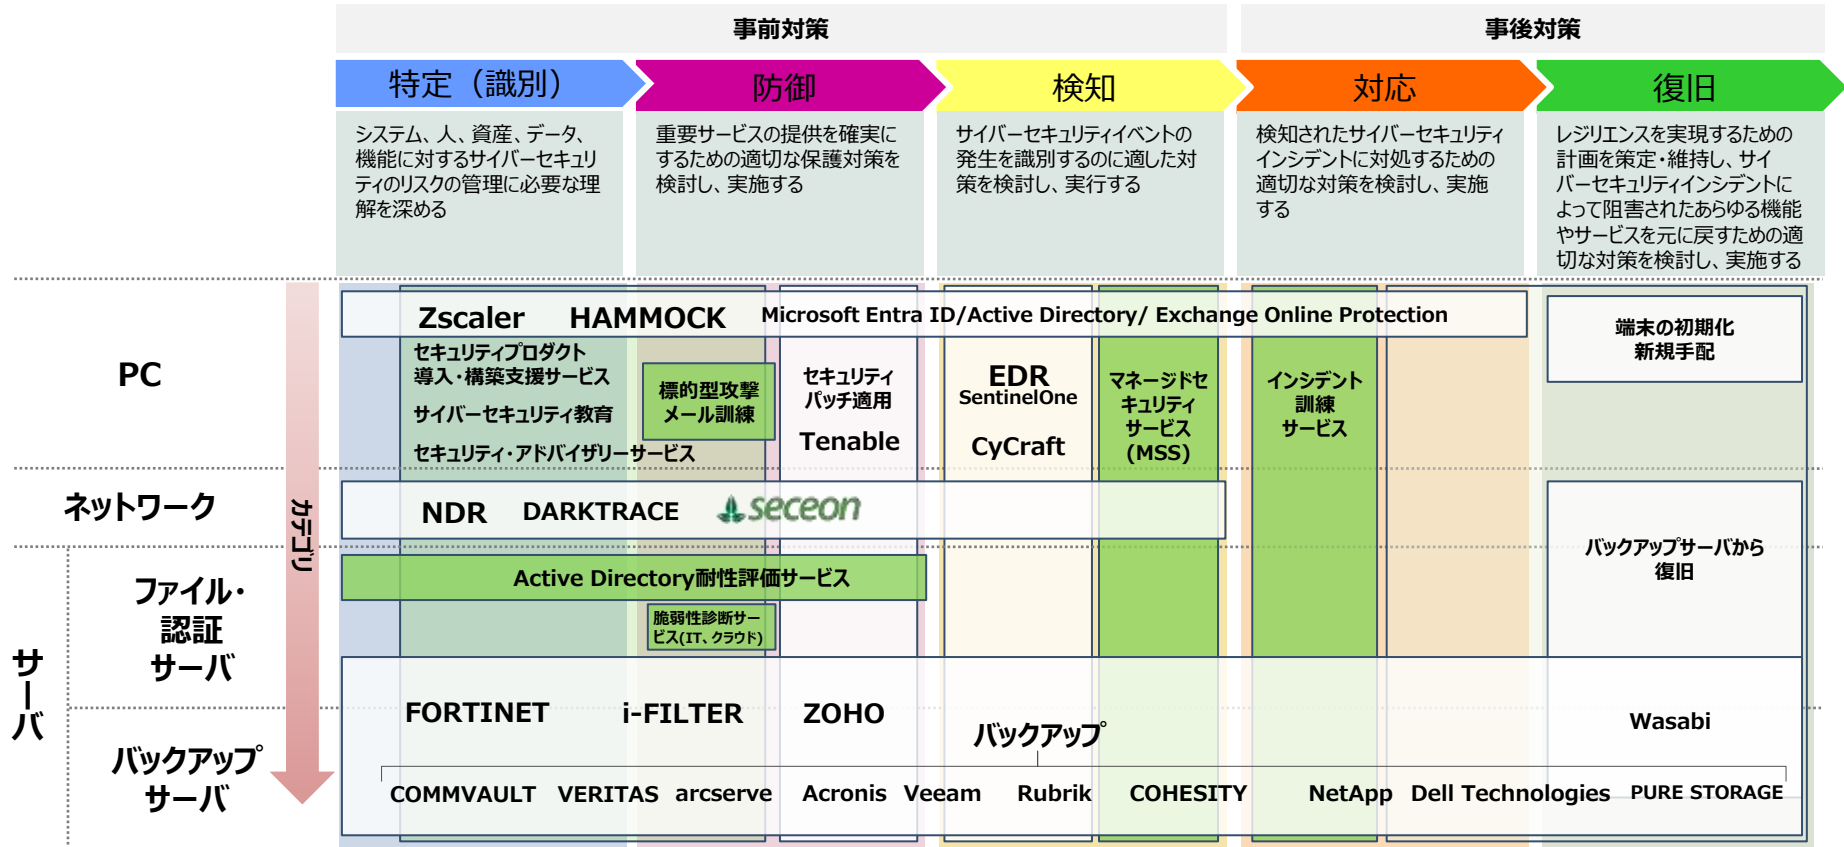 事前対策
事後対策
特定（識別）
防御
検知
対応
復旧
システム、人、資産、データ、
機能に対するサイバーセキュリ
ティのリスクの管理に必要な理
解を深める
重要サービスの提供を確実に
するための適切な保護対策を
検討し、実施する
サイバーセキュリティイベントの
発生を識別するのに適した対
策を検討し、実行する
検知されたサイバーセキュリティ
インシデントに対処するための
適切な対策を検討し、実施
する
レジリエンスを実現するための
計画を策定・維持し、サイ
バーセキュリティインシデントに
よって阻害されたあらゆる機能
やサービスを元に戻すための適
切な対策を検討し、実施する
カテゴリ
PC
Zscaler
HAMMOCK
Microsoft Entra ID/Active Directory/ Exchange Online Protection
セキュリティプロダクト
導入・構築支援サービス
サイバーセキュリティ教育
セキュリティ・アドバイザリーサービス
標的型攻撃
メール訓練
セキュリティ
パッチ適用
Tenable
EDR
SentinelOne
CyCraft
マネージドセ
キュリティ
サービス
(MSS)
インシデント
訓練
サービス
端末の初期化
新規手配
ネットワーク
NDR
DARKTRACE
seceon
バックアップサーバから
復旧
サーバ
ファイル・
認証
サーバ
Active Directory耐性評価サービス
脆弱性診断サー
ビス(IT、クラウド)
バックアップ
サーバ
FORTINET
i-FILTER
ZOHO
Wasabi
バックアップ
COMMVAULT
VERITAS
arcserve
Acronis
Veeam
Rubrik
COHESITY
NetApp
Dell Technologies
PURE STORAGE